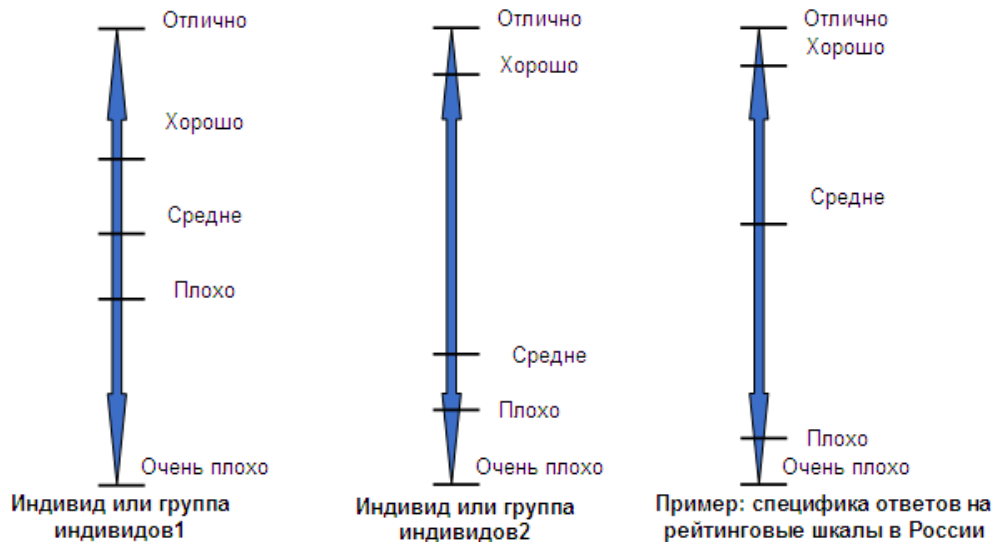 Отлично
Хорошо
Средне
Плохо
Очень плохо
Индивид или группа
индивидов1
Отлично
Хорошо
Средне
Плохо
Очень плохо
Индивид или группа
индивидов2
Отлично
Хорошо
Средне
Плохо
Очень плохо
Пример: специфика ответов на
рейтинговые шкалы в России